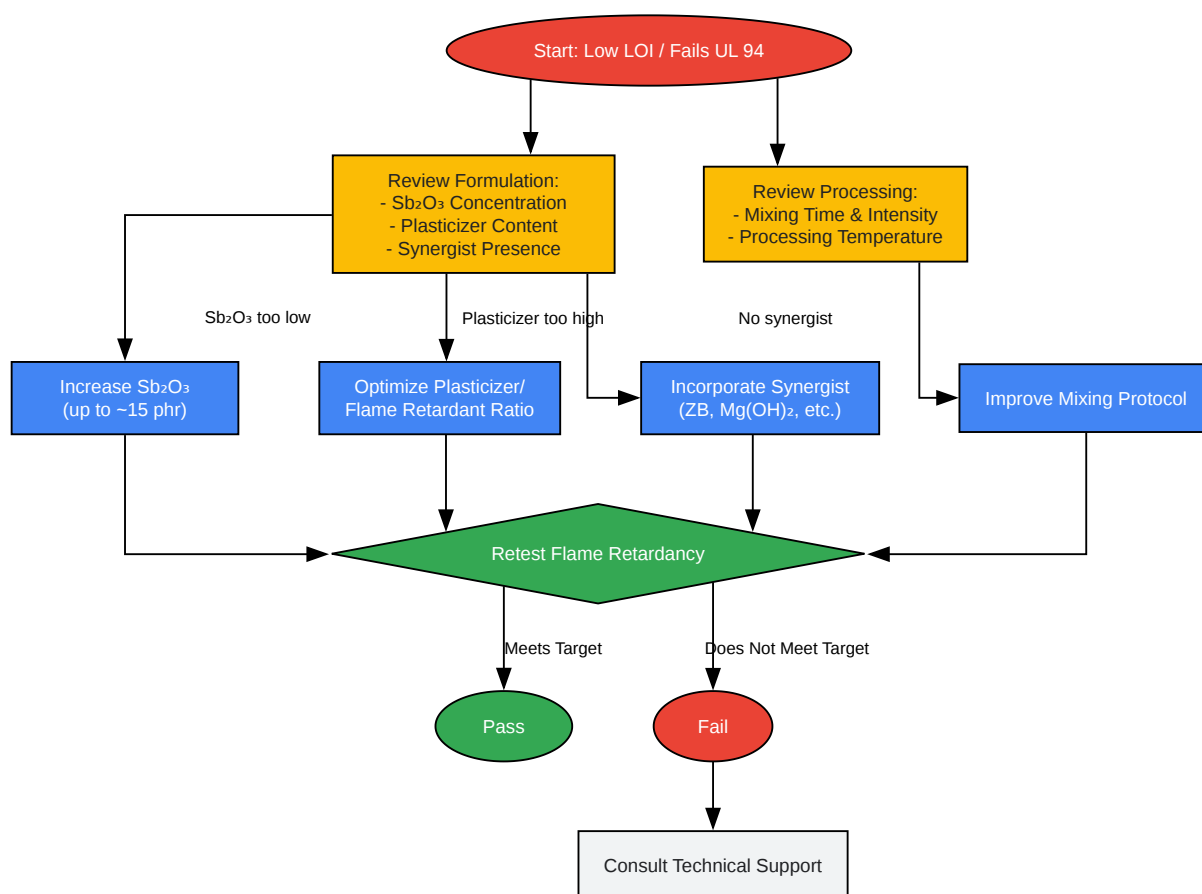 Start: Low LOI / Fails UL 94
Review Formulation:
- Sb₂O₃ Concentration
- Plasticizer Content
- Synergist Presence
Review Processing:
- Mixing Time & Intensity
- Processing Temperature
Sb₂O₃ too low
Plasticizer too high
No synergist
Increase Sb₂O₃
(up to ~15 phr)
Optimize Plasticizer/
Flame Retardant Ratio
Incorporate Synergist
(ZB, Mg(OH)₂, etc.)
Improve Mixing Protocol
Retest Flame Retardancy
Meets Target
Does Not Meet Target
Pass
Fail
Consult Technical Support